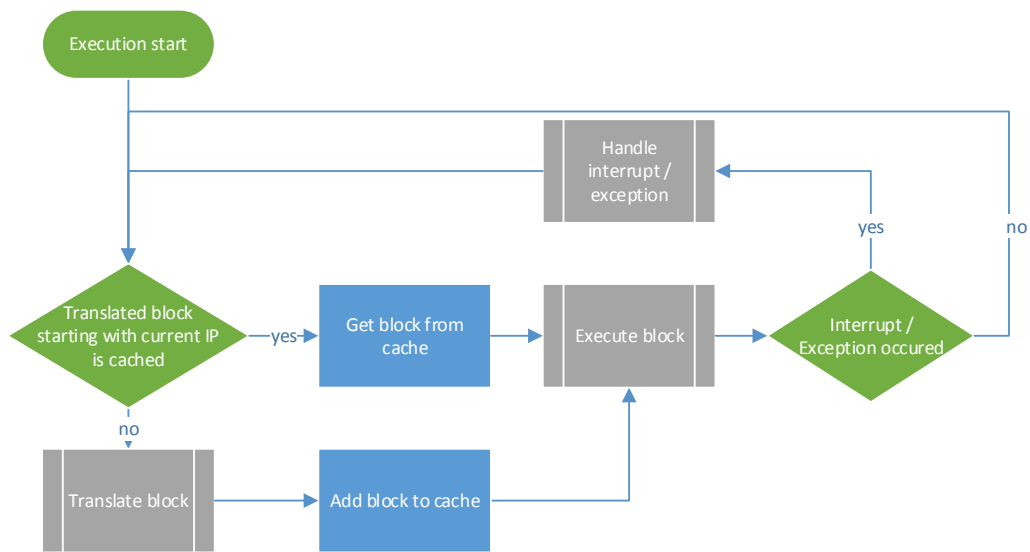 Execution start
Handle
interrupt /
exception
yes
no
Translated block
starting with current IP
is cached
yes
Get block from
cache
Execute block
Interrupt /
Exception occured
no
Translate block
Add block to cache